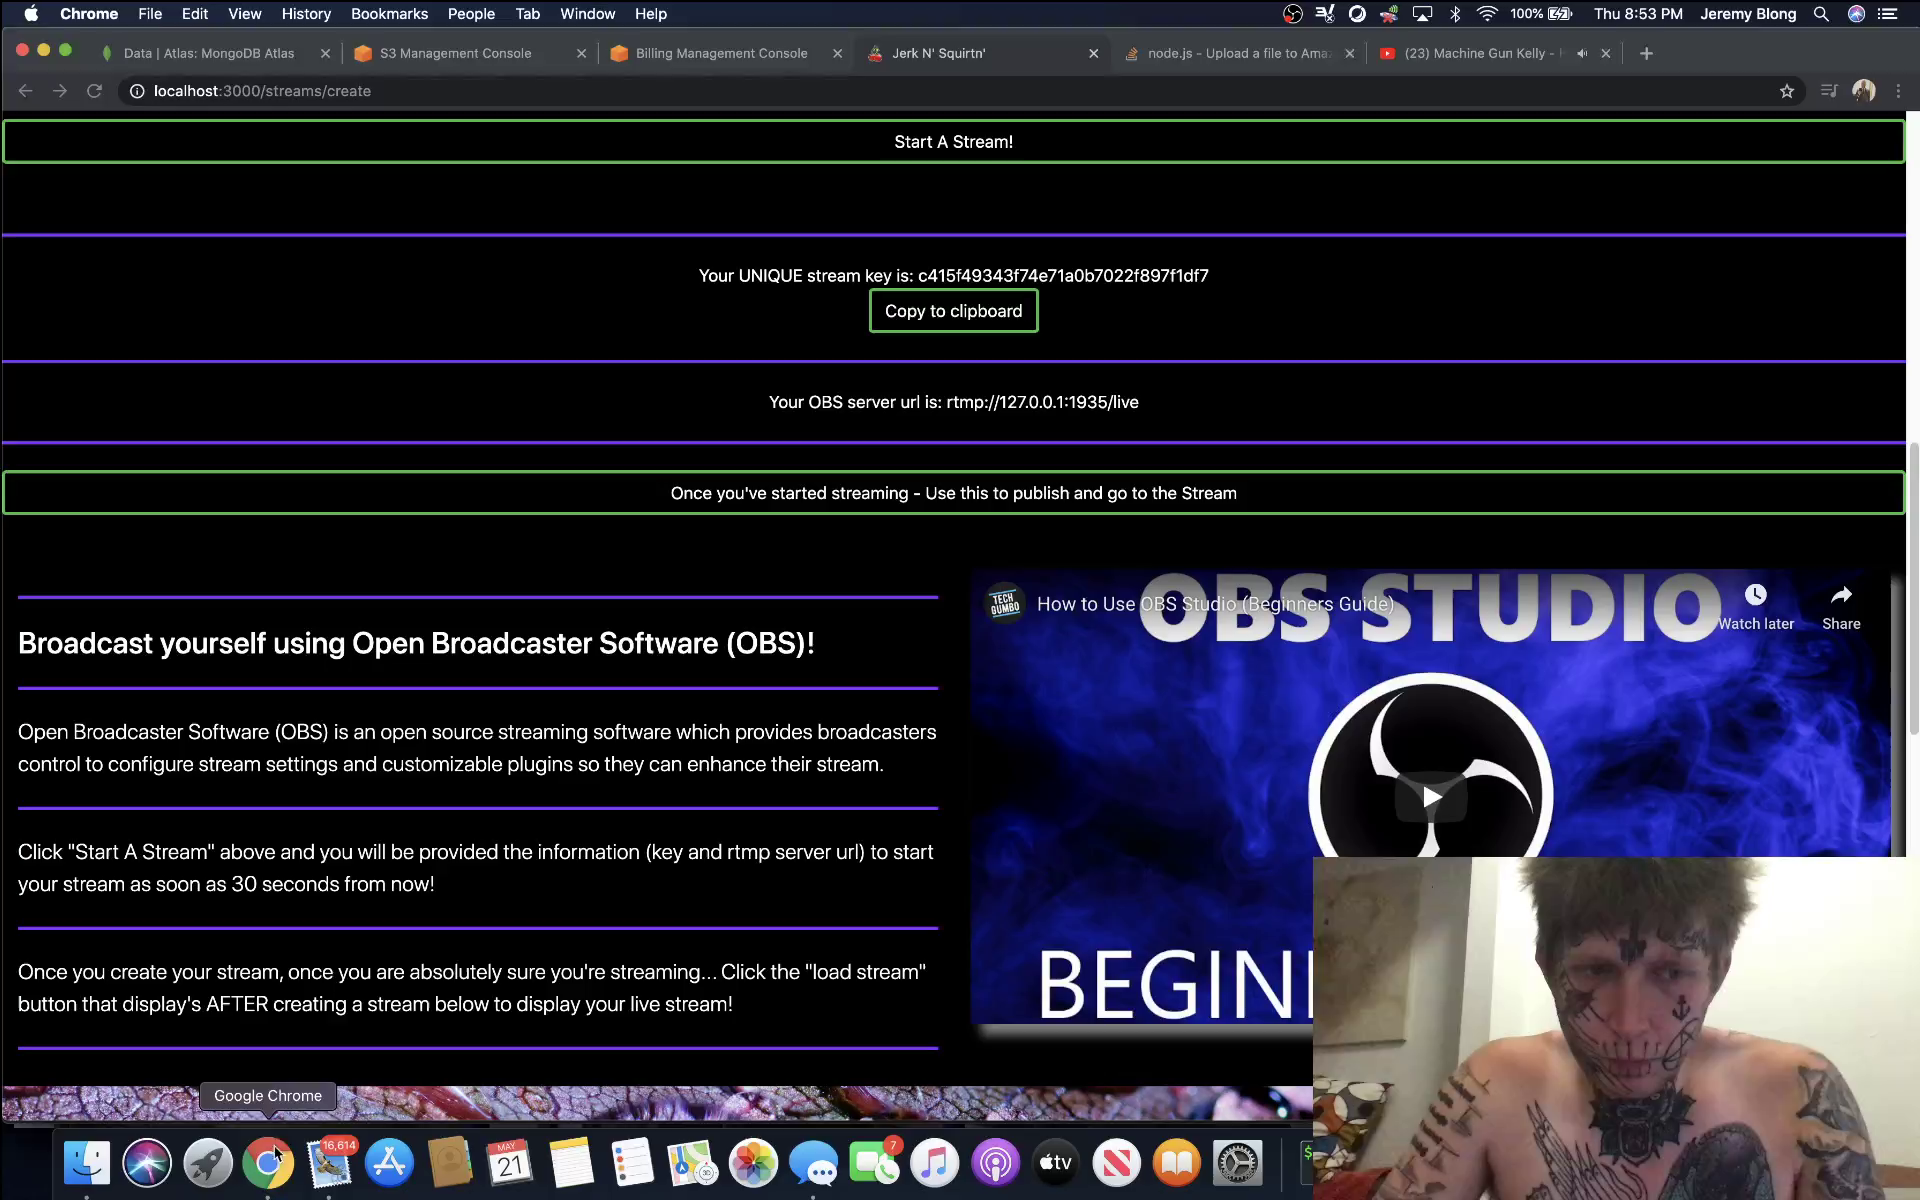 Chrome File Edit View History Bookmarks People Tab Window Help 100% Thu 8:53 PM Jeremy Blong
Data | Atlas: MongoDB Atlas S3 Management Console Billing Management Console Jerk N' Squirtn' node.js - Upload a file to Ama (23) Machine Gun Kelly -
localhost:3000/streams/create
Start A Stream!
Your UNIQUE stream key is: c415f49343f74e71a0b7022f897f1df7
Copy to clipboard
Your OBS server url is: rtmp://127.0.0.1:1935/live
Once you've started streaming - Use this to publish and go to the Stream
TECH GUMBO
How to Use OBS Studio (Beginners Guide)
OBS STUDIO
Watch later Share
BEGIN
Broadcast yourself using Open Broadcaster Software (OBS)!
Open Broadcaster Software (OBS) is an open source streaming software which provides broadcasters
control to configure stream settings and customizable plugins so they can enhance their stream.
Click "Start A Stream" above and you will be provided the information (key and rtmp server url) to start
your stream as soon as 30 seconds from now!
Once you create your stream, once you are absolutely sure you're streaming... Click the "load stream"
button that display's AFTER creating a stream below to display your live stream!
Google Chrome
16,614
MAY
21
7
tv
$